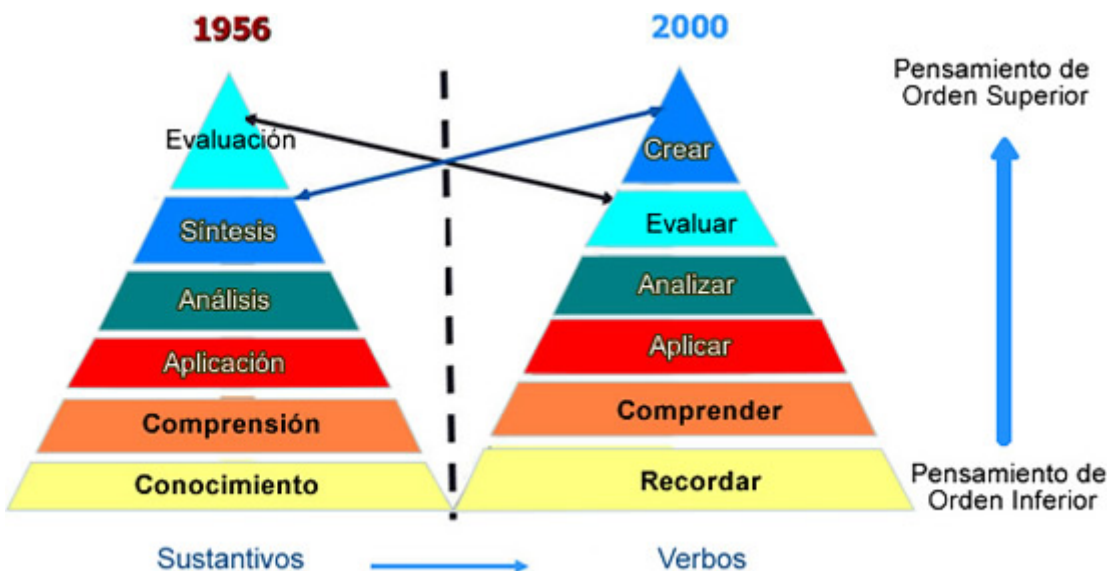 1956
Evaluación
Síntesis
Análisis
Aplicación
Comprensión
Conocimiento
Sustantivos
2000
Crear
Evaluar
Analizar
Aplicar
Comprender
Recordar
Verbos
Pensamiento de
Orden Superior
Pensamiento de
Orden Inferior